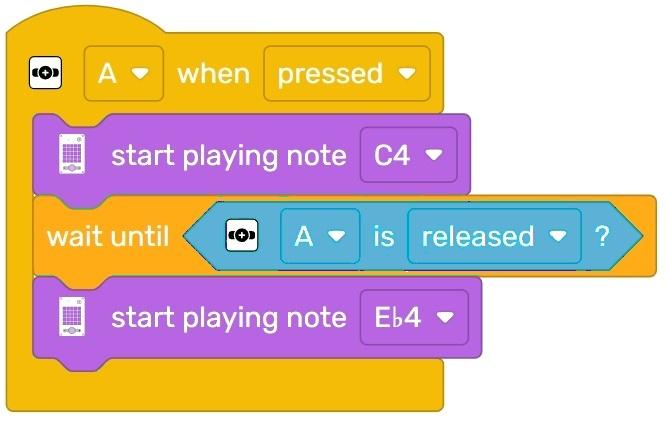 A when pressed
start playing note C4
wait until A is released ?
start playing note E♭4